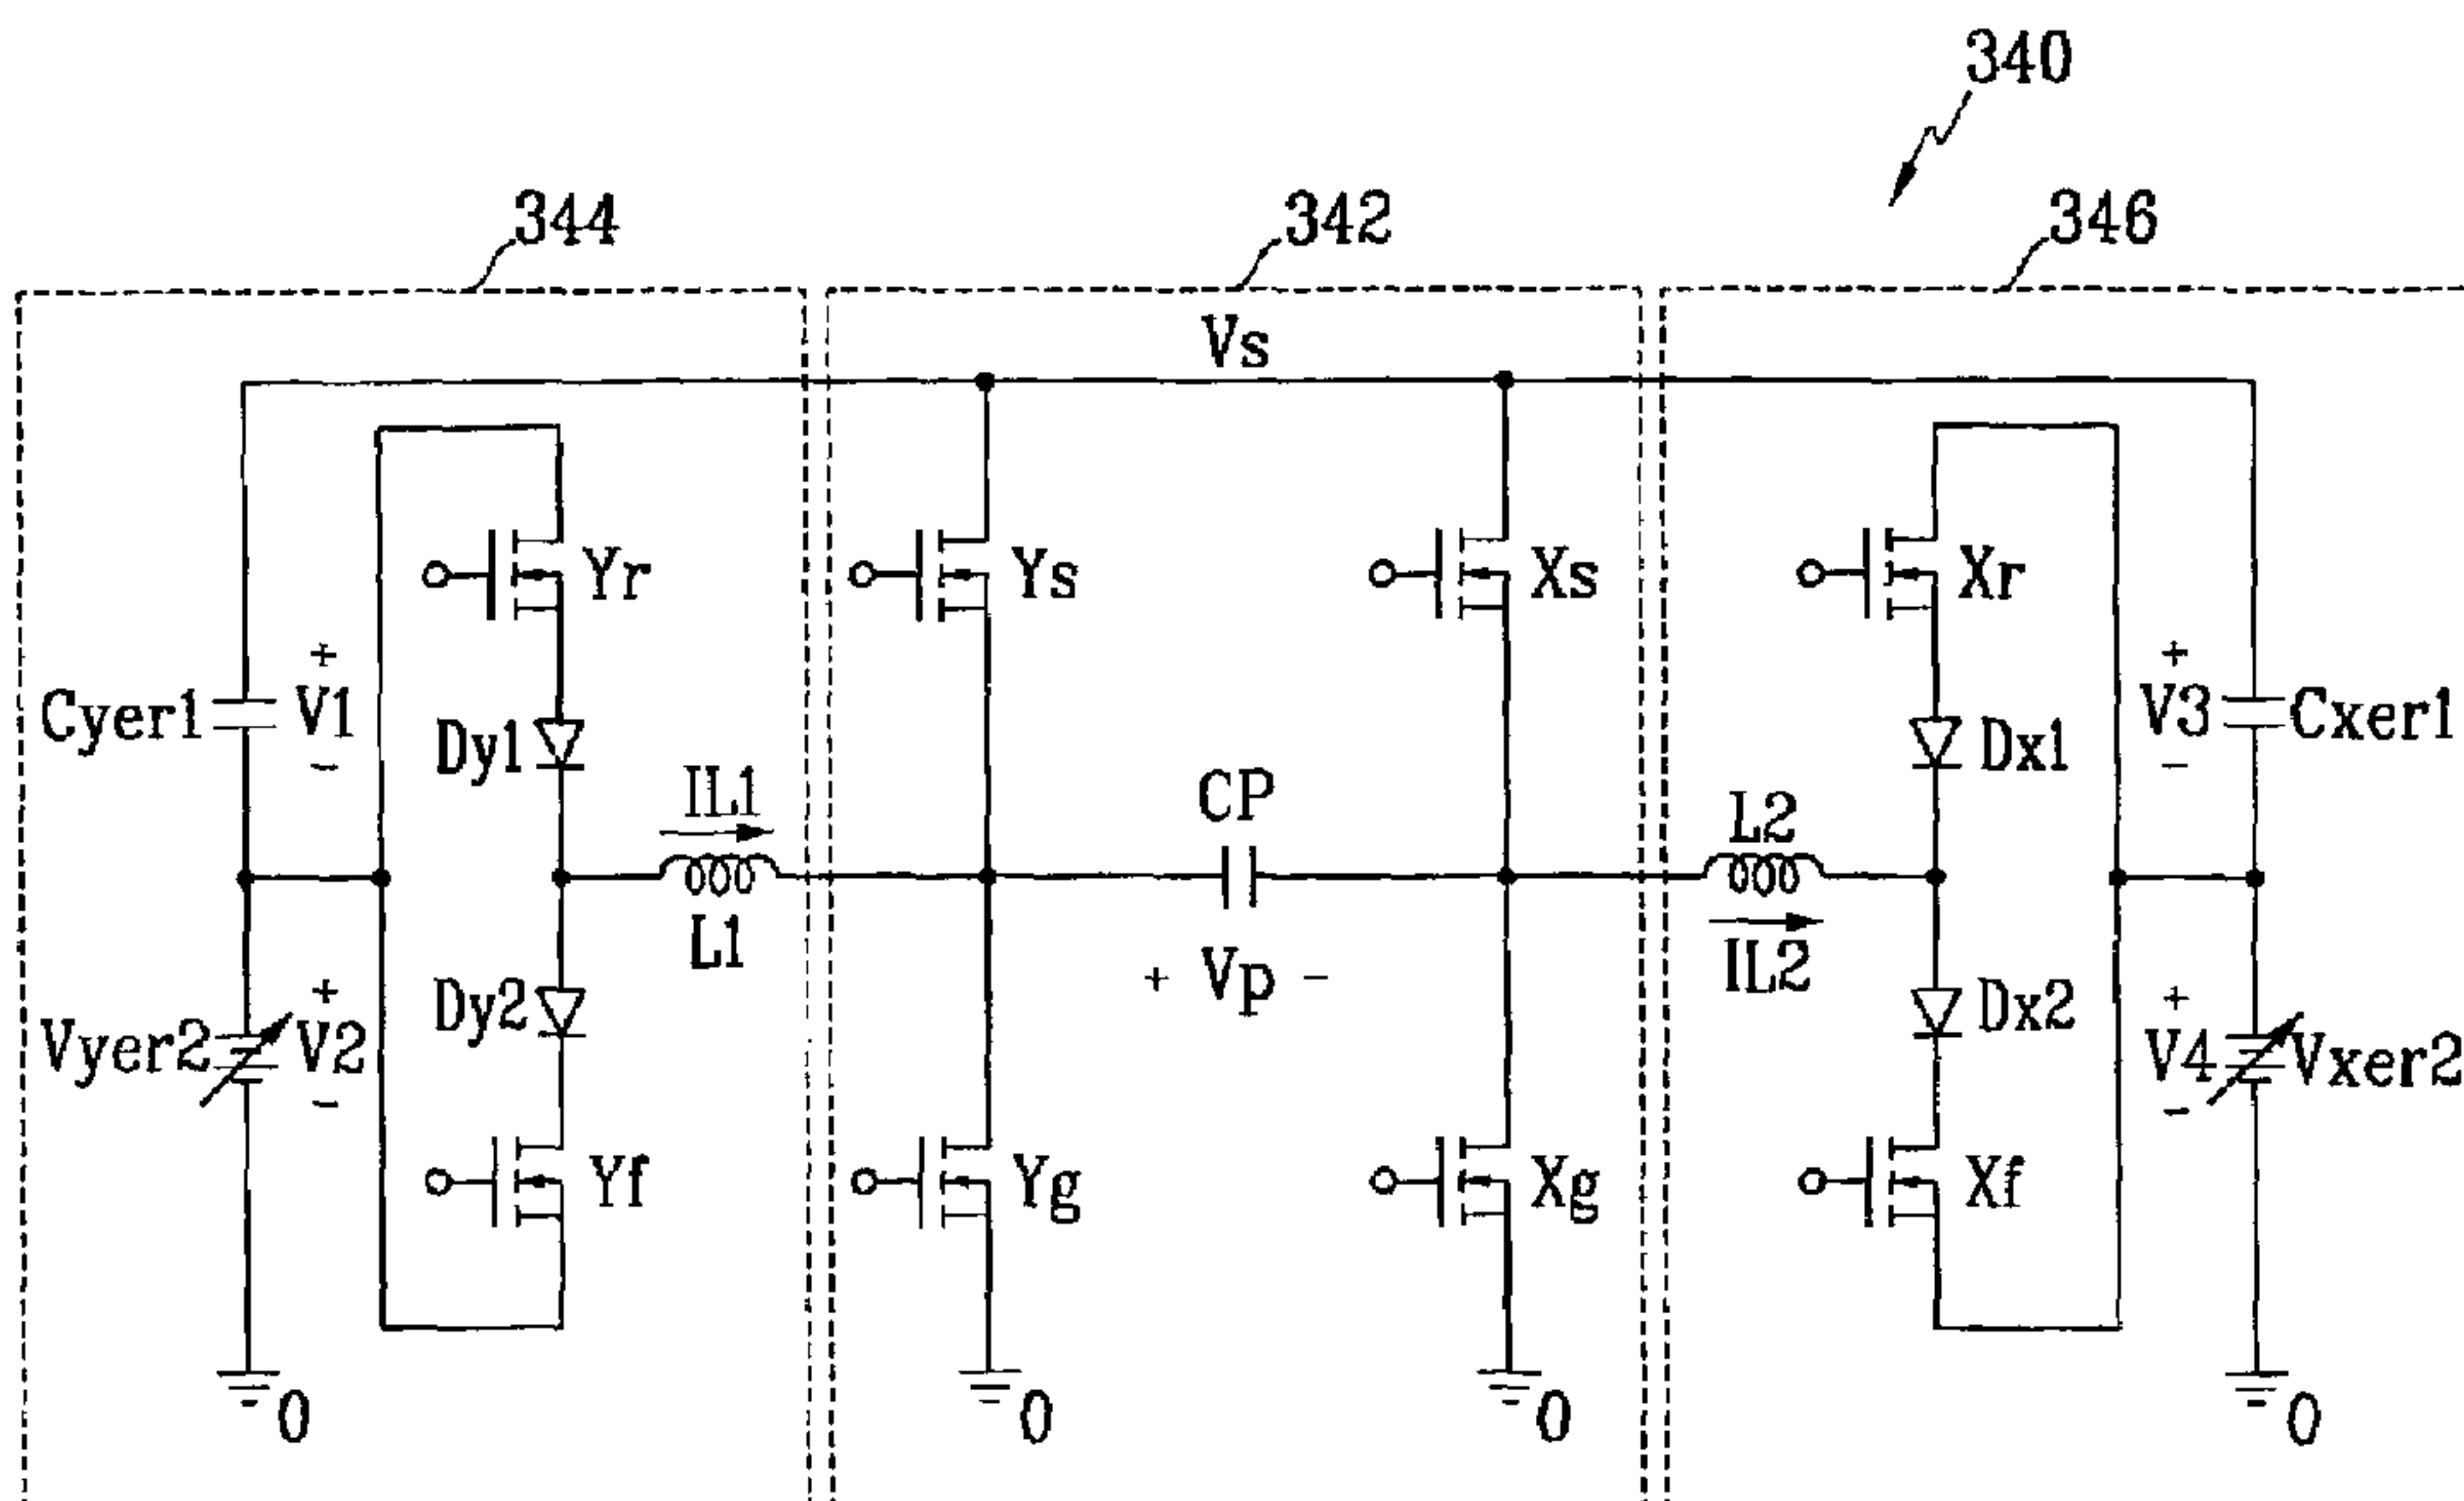 340
344
342
346
Vs
Yr
Ys
Xs
Xr
+
V1
-
Cyer1
Dy1
+
V3
-
Cxer1
Dx1
IL1
L1
CP
+ Vp -
L2
IL2
Dy2
Dx2
+
V2
-
Vyer2
+
V4
-
Vxer2
Yf
Yg
Xg
Xf
0
0
0
0